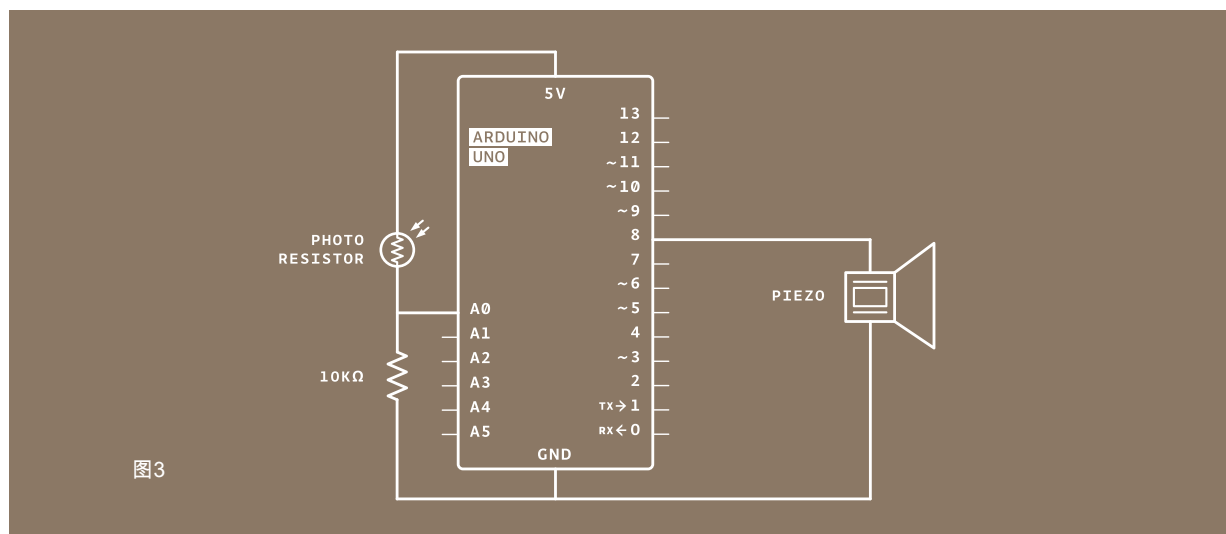 5V
ARDUINO
UNO
13
12
~11
~10
~9
8
7
~6
~5
4
~3
2
TX→1
RX←0
PHOTO
RESISTOR
A0
A1
A2
A3
A4
A5
10KΩ
GND
PIEZO
图3